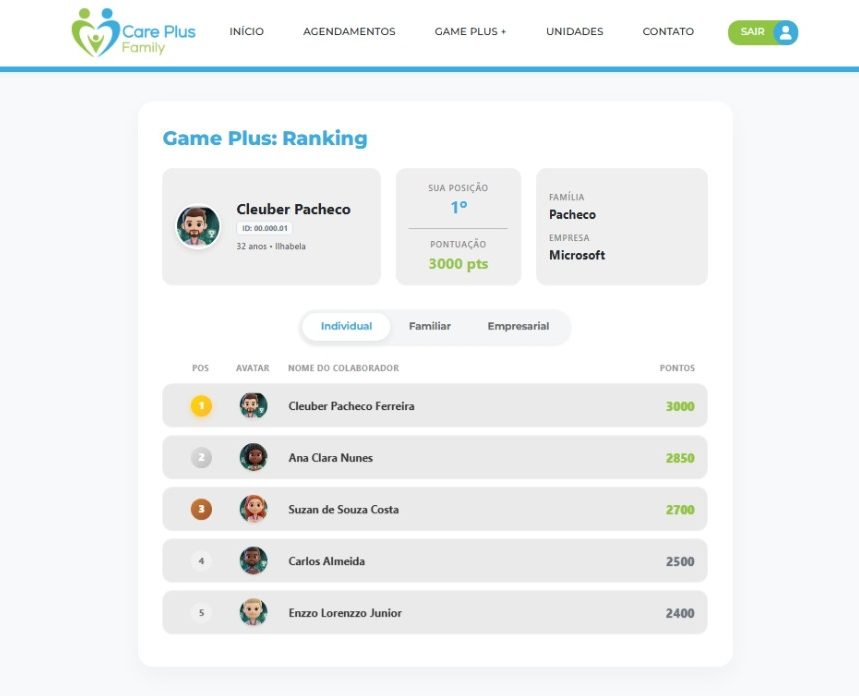 Care Plus
Family
INÍCIO
AGENDAMENTOS
GAME PLUS +
UNIDADES
CONTATO
SAIR
Game Plus: Ranking
Cleuber Pacheco
ID: 00.000.01
32 anos • Ilhabela
SUA POSIÇÃO
1º
PONTUAÇÃO
3000 pts
FAMÍLIA
Pacheco
EMPRESA
Microsoft
Individual
Familiar
Empresarial
POS AVATAR NOME DO COLABORADOR PONTOS
1 Cleuber Pacheco Ferreira 3000
2 Ana Clara Nunes 2850
3 Suzan de Souza Costa 2700
4 Carlos Almeida 2500
5 Enzzo Lorenzzo Junior 2400